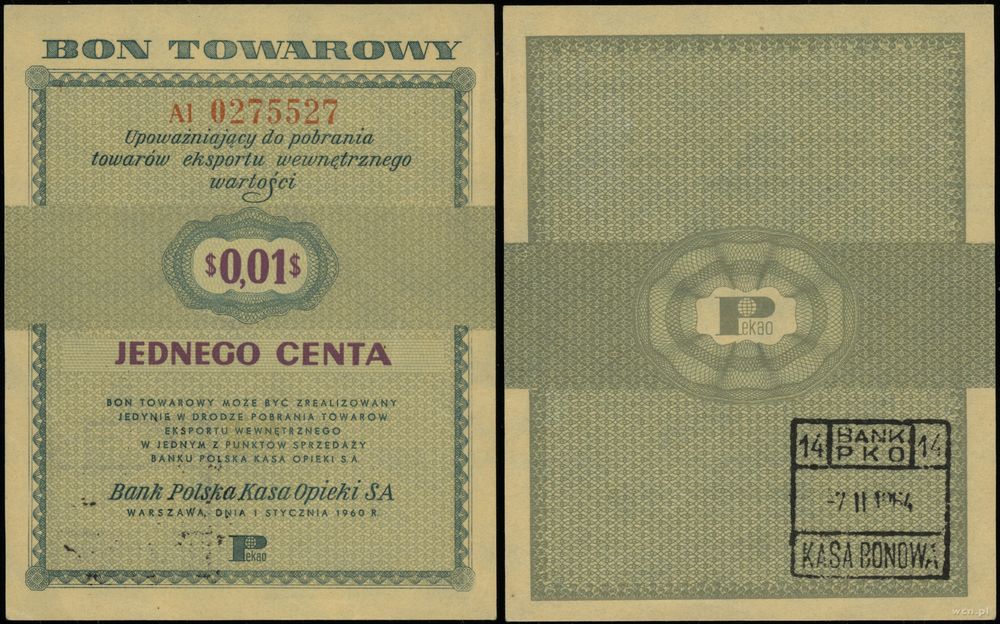 BON TOWAROWY
Al 0275527
Upoważniający do pobrania
towarów eksportu wewnętrznego
wartości
$0,01$
JEDNEGO CENTA
BON TOWAROWY MOŻE BYĆ ZREALIZOWANY
JEDYNIE W DRODZE POBRANIA TOWARÓW
EKSPORTU WEWNĘTRZNEGO
W JEDNYM Z PUNKTÓW SPRZEDAŻY
BANKU POLSKA KASA OPIEKI S.A.
Bank Polska Kasa Opieki SA
WARSZAWA, DNIA 1 STYCZNIA 1960 R.
Pekao
Pekao
14 BANK PKO 14
-7 II 1964
KASA BONOWA
wcn.pl